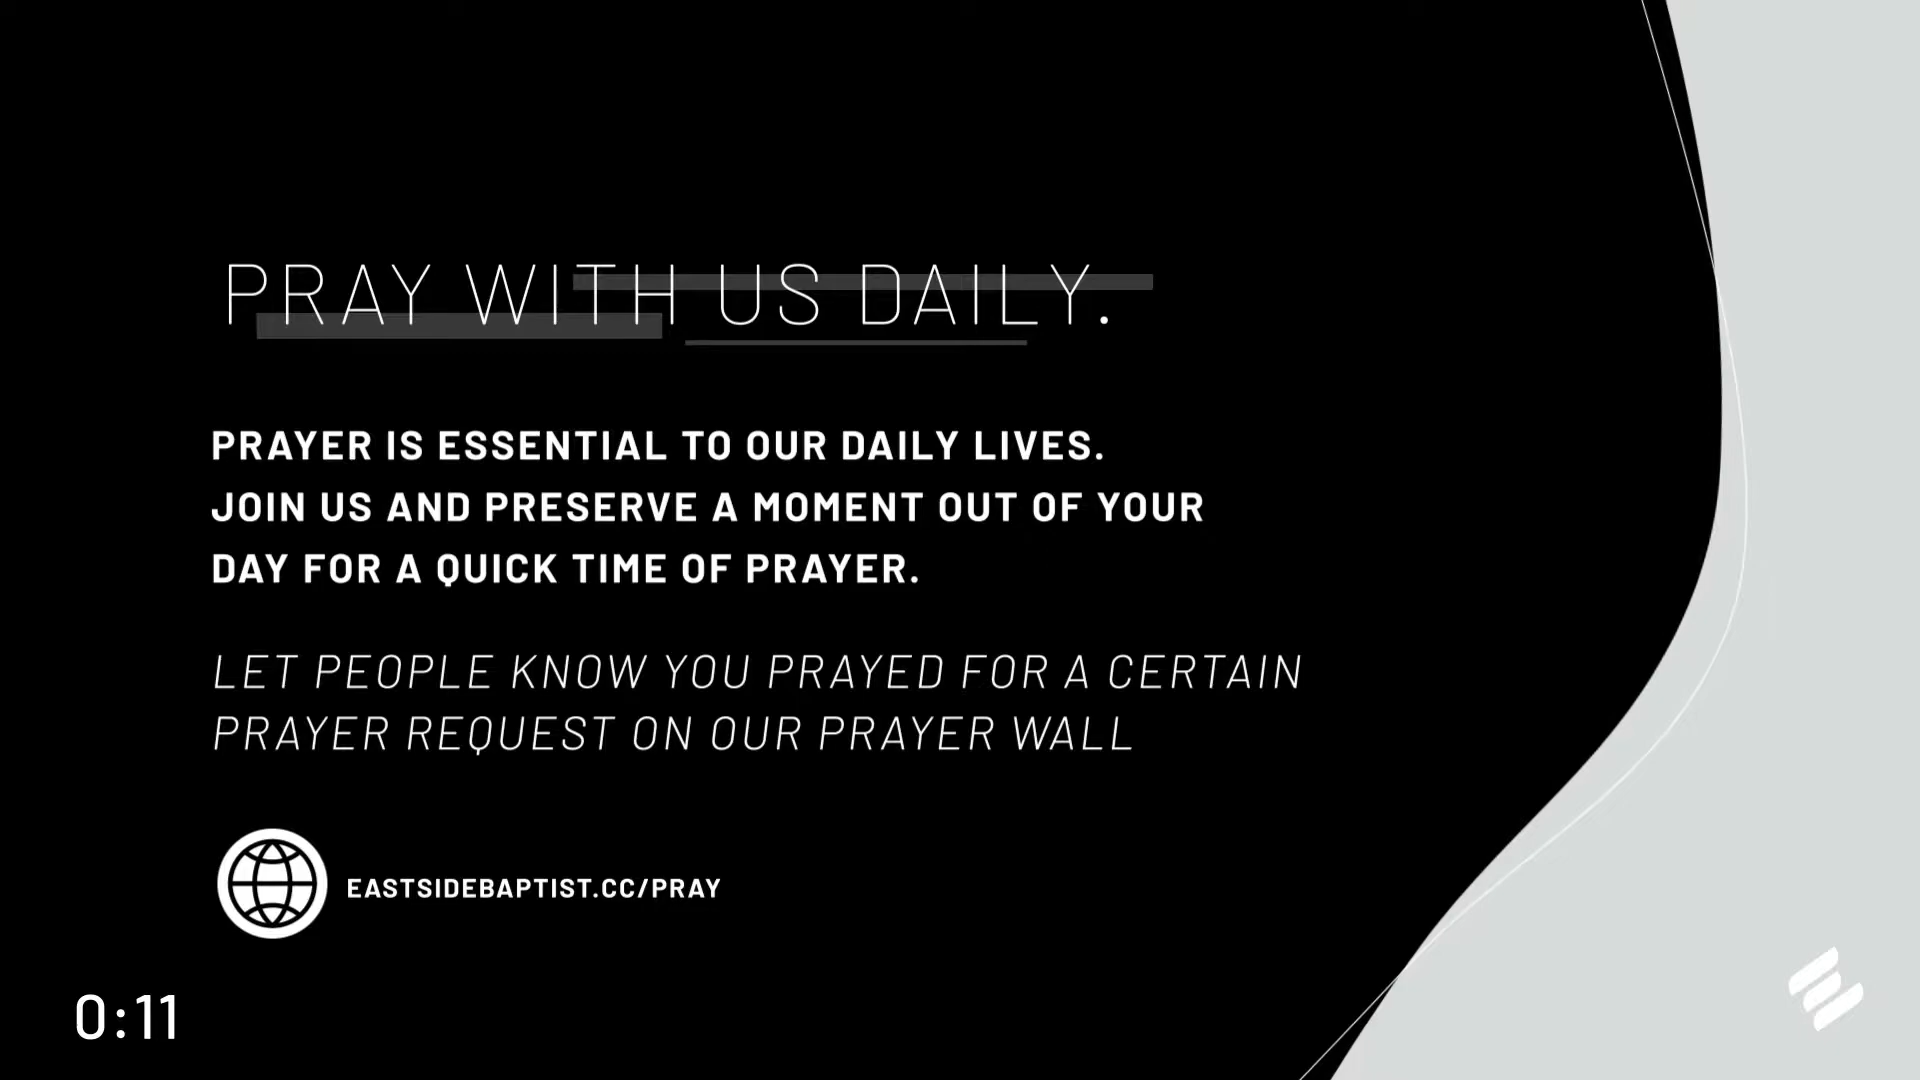 PRAY WITH US DAILY.
PRAYER IS ESSENTIAL TO OUR DAILY LIVES.
JOIN US AND PRESERVE A MOMENT OUT OF YOUR
DAY FOR A QUICK TIME OF PRAYER.
LET PEOPLE KNOW YOU PRAYED FOR A CERTAIN
PRAYER REQUEST ON OUR PRAYER WALL
EASTSIDEBAPTIST.CC/PRAY
0:11